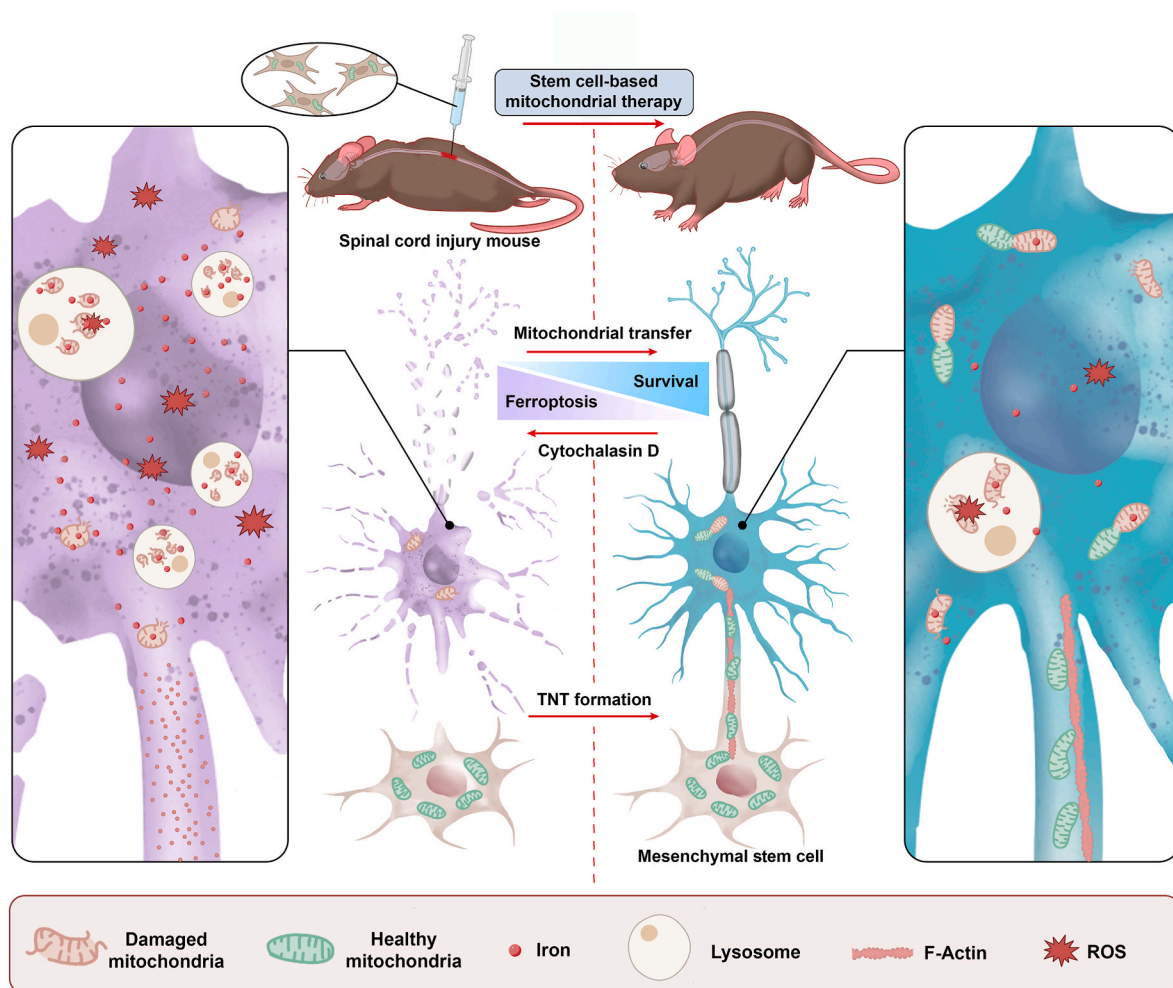 Stem cell-based
mitochondrial therapy
Spinal cord injury mouse
Mitochondrial transfer
Survival
Ferroptosis
Cytochalasin D
TNT formation
Mesenchymal stem cell
Damaged
mitochondria
Healthy
mitochondria
Iron
Lysosome
F-Actin
ROS